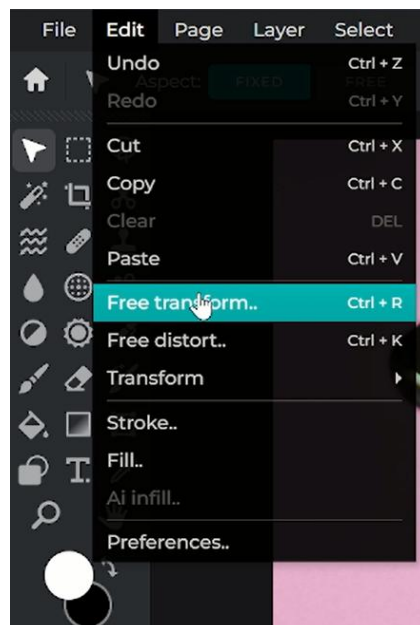 File Edit Page Layer Select
Undo Ctrl + Z
Aspect: FIXED FREE
Redo Ctrl + Y
Cut Ctrl + X
Copy Ctrl + C
Clear DEL
Paste Ctrl + V
Free transform.. Ctrl + R
Free distort.. Ctrl + K
Transform
Stroke..
Fill..
Ai infill..
Preferences..